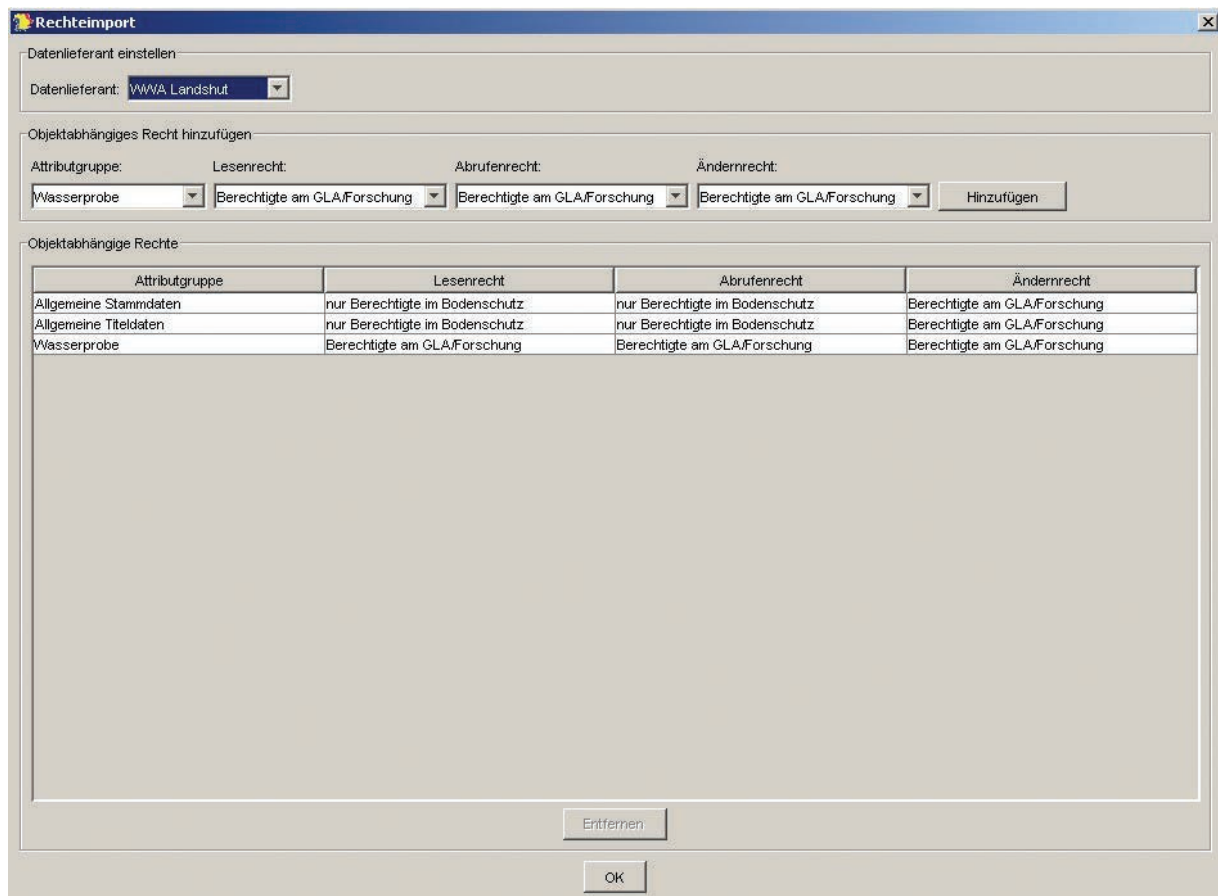 Rechteimport
Datenlieferant einstellen
Datenlieferant: WWA Landshut
Objektabhängiges Recht hinzufügen
Attributgruppe: Lesenrecht: Abrufenrecht: Ändernrecht:
Wasserprobe Berechtigte am GLA/Forschung Berechtigte am GLA/Forschung Berechtigte am GLA/Forschung Hinzufügen
Objektabhängige Rechte
Attributgruppe Lesenrecht Abrufenrecht Ändernrecht
Allgemeine Stammdaten nur Berechtigte im Bodenschutz nur Berechtigte im Bodenschutz Berechtigte am GLA/Forschung
Allgemeine Titeldaten nur Berechtigte im Bodenschutz nur Berechtigte im Bodenschutz Berechtigte am GLA/Forschung
Wasserprobe Berechtigte am GLA/Forschung Berechtigte am GLA/Forschung Berechtigte am GLA/Forschung
Entfernen
OK